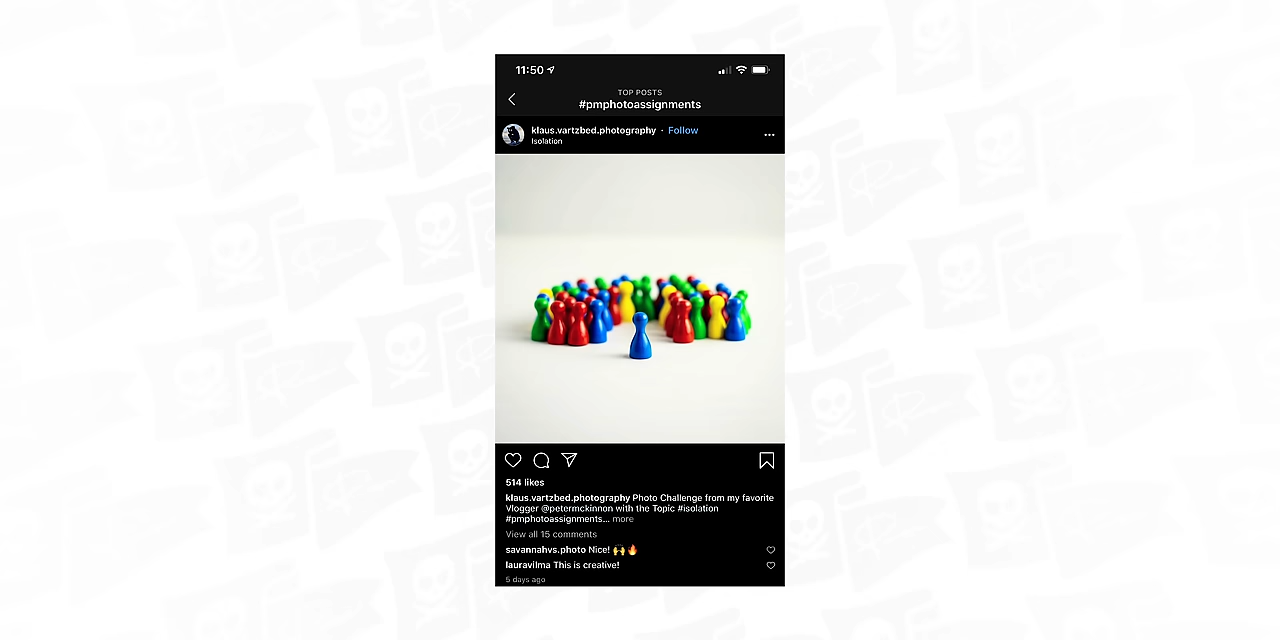 11:50
TOP POSTS
#pmphotoassignments
klaus.vartzbed.photography · Follow
Isolation
514 likes
klaus.vartzbed.photography Photo Challenge from my favorite
Vlogger @petermckinnon with the Topic #isolation
#pmphotoassignments... more
View all 15 comments
savannahvs.photo Nice! 🙌🔥
lauravilma This is creative!
5 days ago